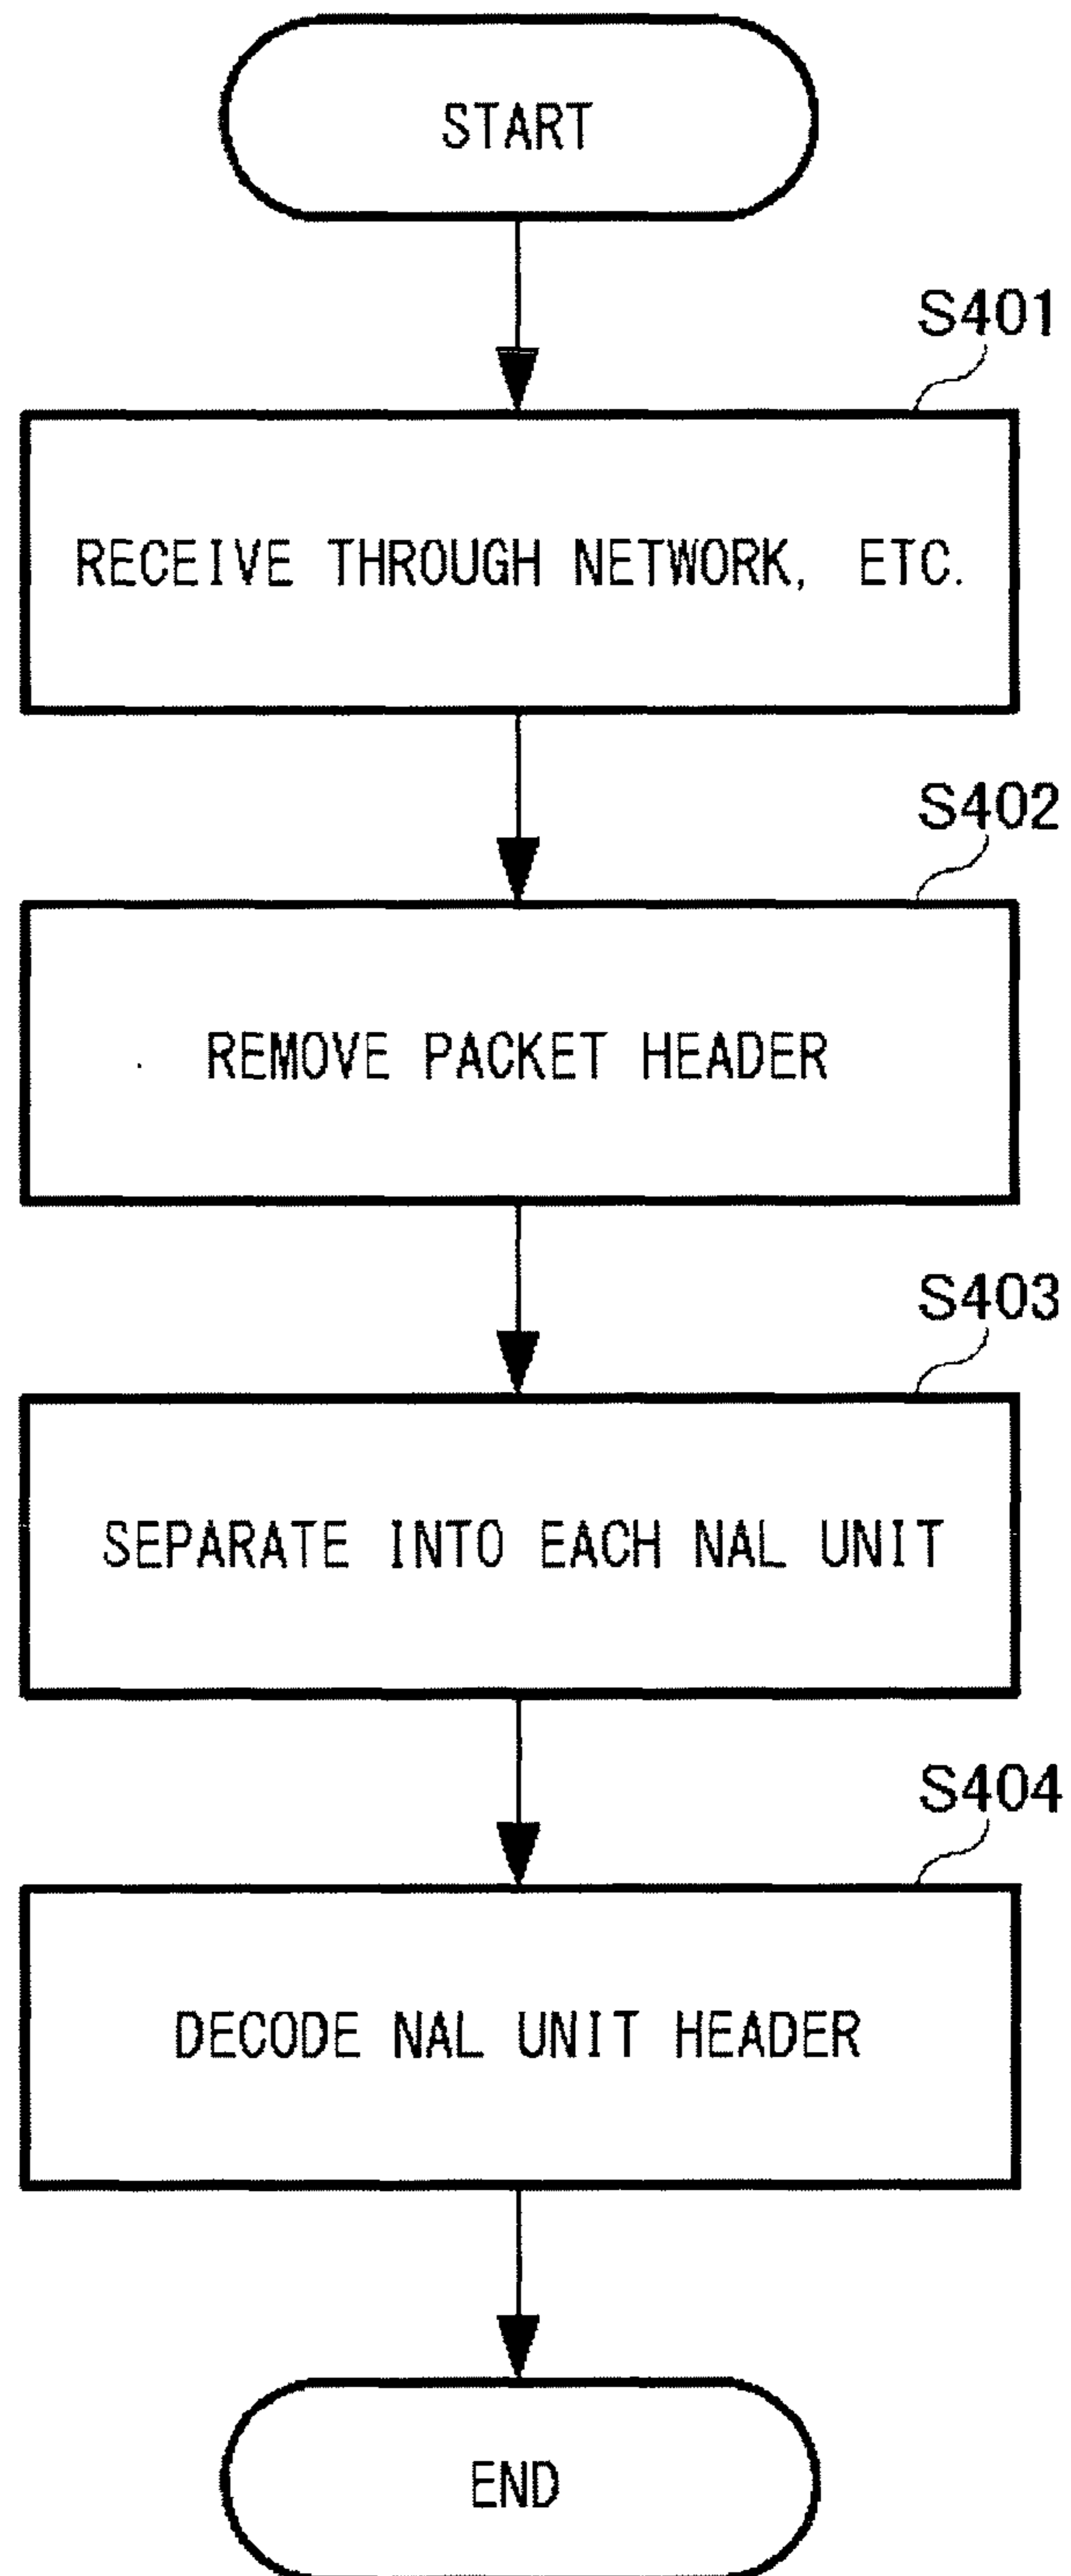 START
S401
RECEIVE THROUGH NETWORK, ETC.
S402
REMOVE PACKET HEADER
S403
SEPARATE INTO EACH NAL UNIT
S404
DECODE NAL UNIT HEADER
END